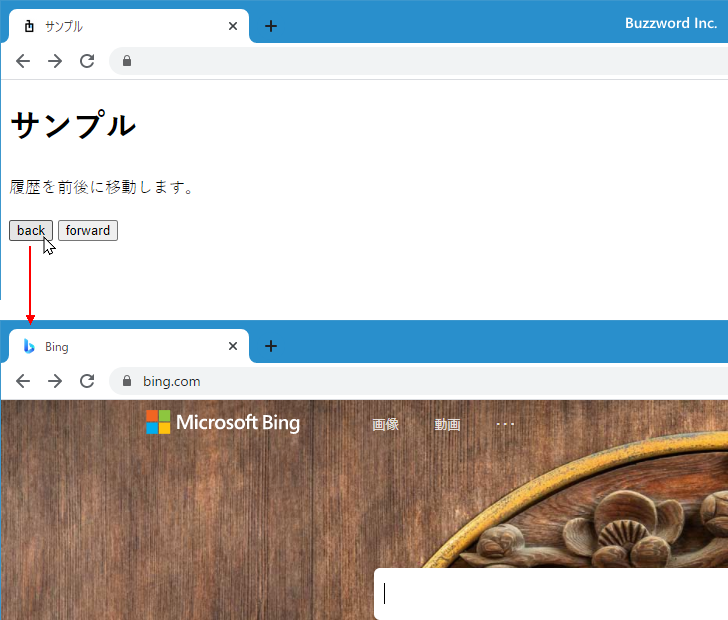 サンプル
Buzzword Inc.
サンプル
履歴を前後に移動します。
back forward
Bing
bing.com
Microsoft Bing 画像 動画 ···